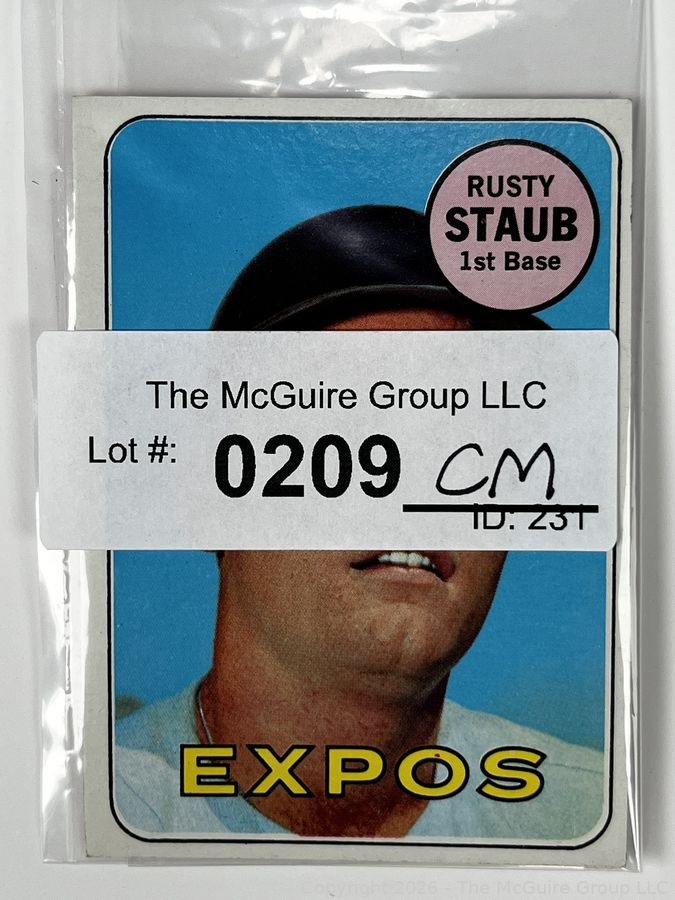 RUSTY
STAUB
1st Base
The McGuire Group LLC
Lot #: 0209 CM
ID: 231
EXPOS
Copyright 2026 - The McGuire Group LLC